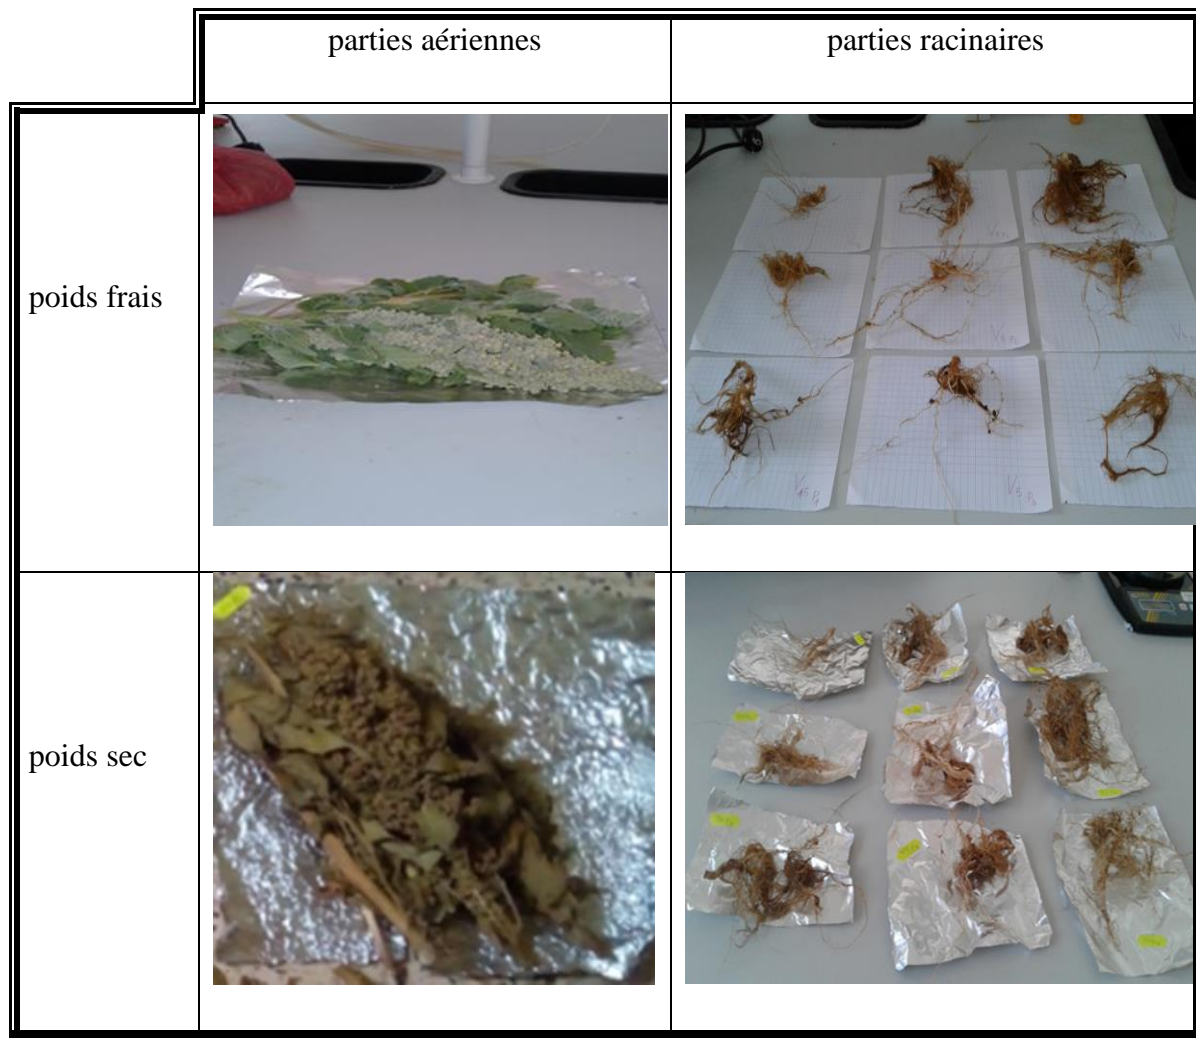 parties aériennes
parties racinaires
poids frais
poids sec